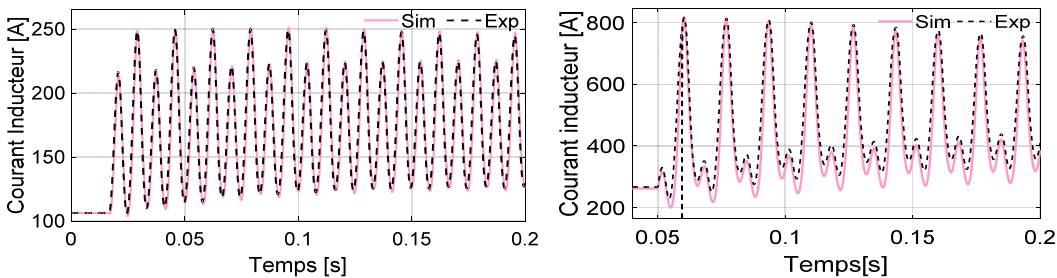 Courant Inducteur [A]
250
200
150
100
Sim Exp
0 0.05 0.1 0.15 0.2
Temps [s]
Courant inducteur [A]
800
600
400
200
Sim Exp
0.05 0.1 0.15 0.2
Temps[s]